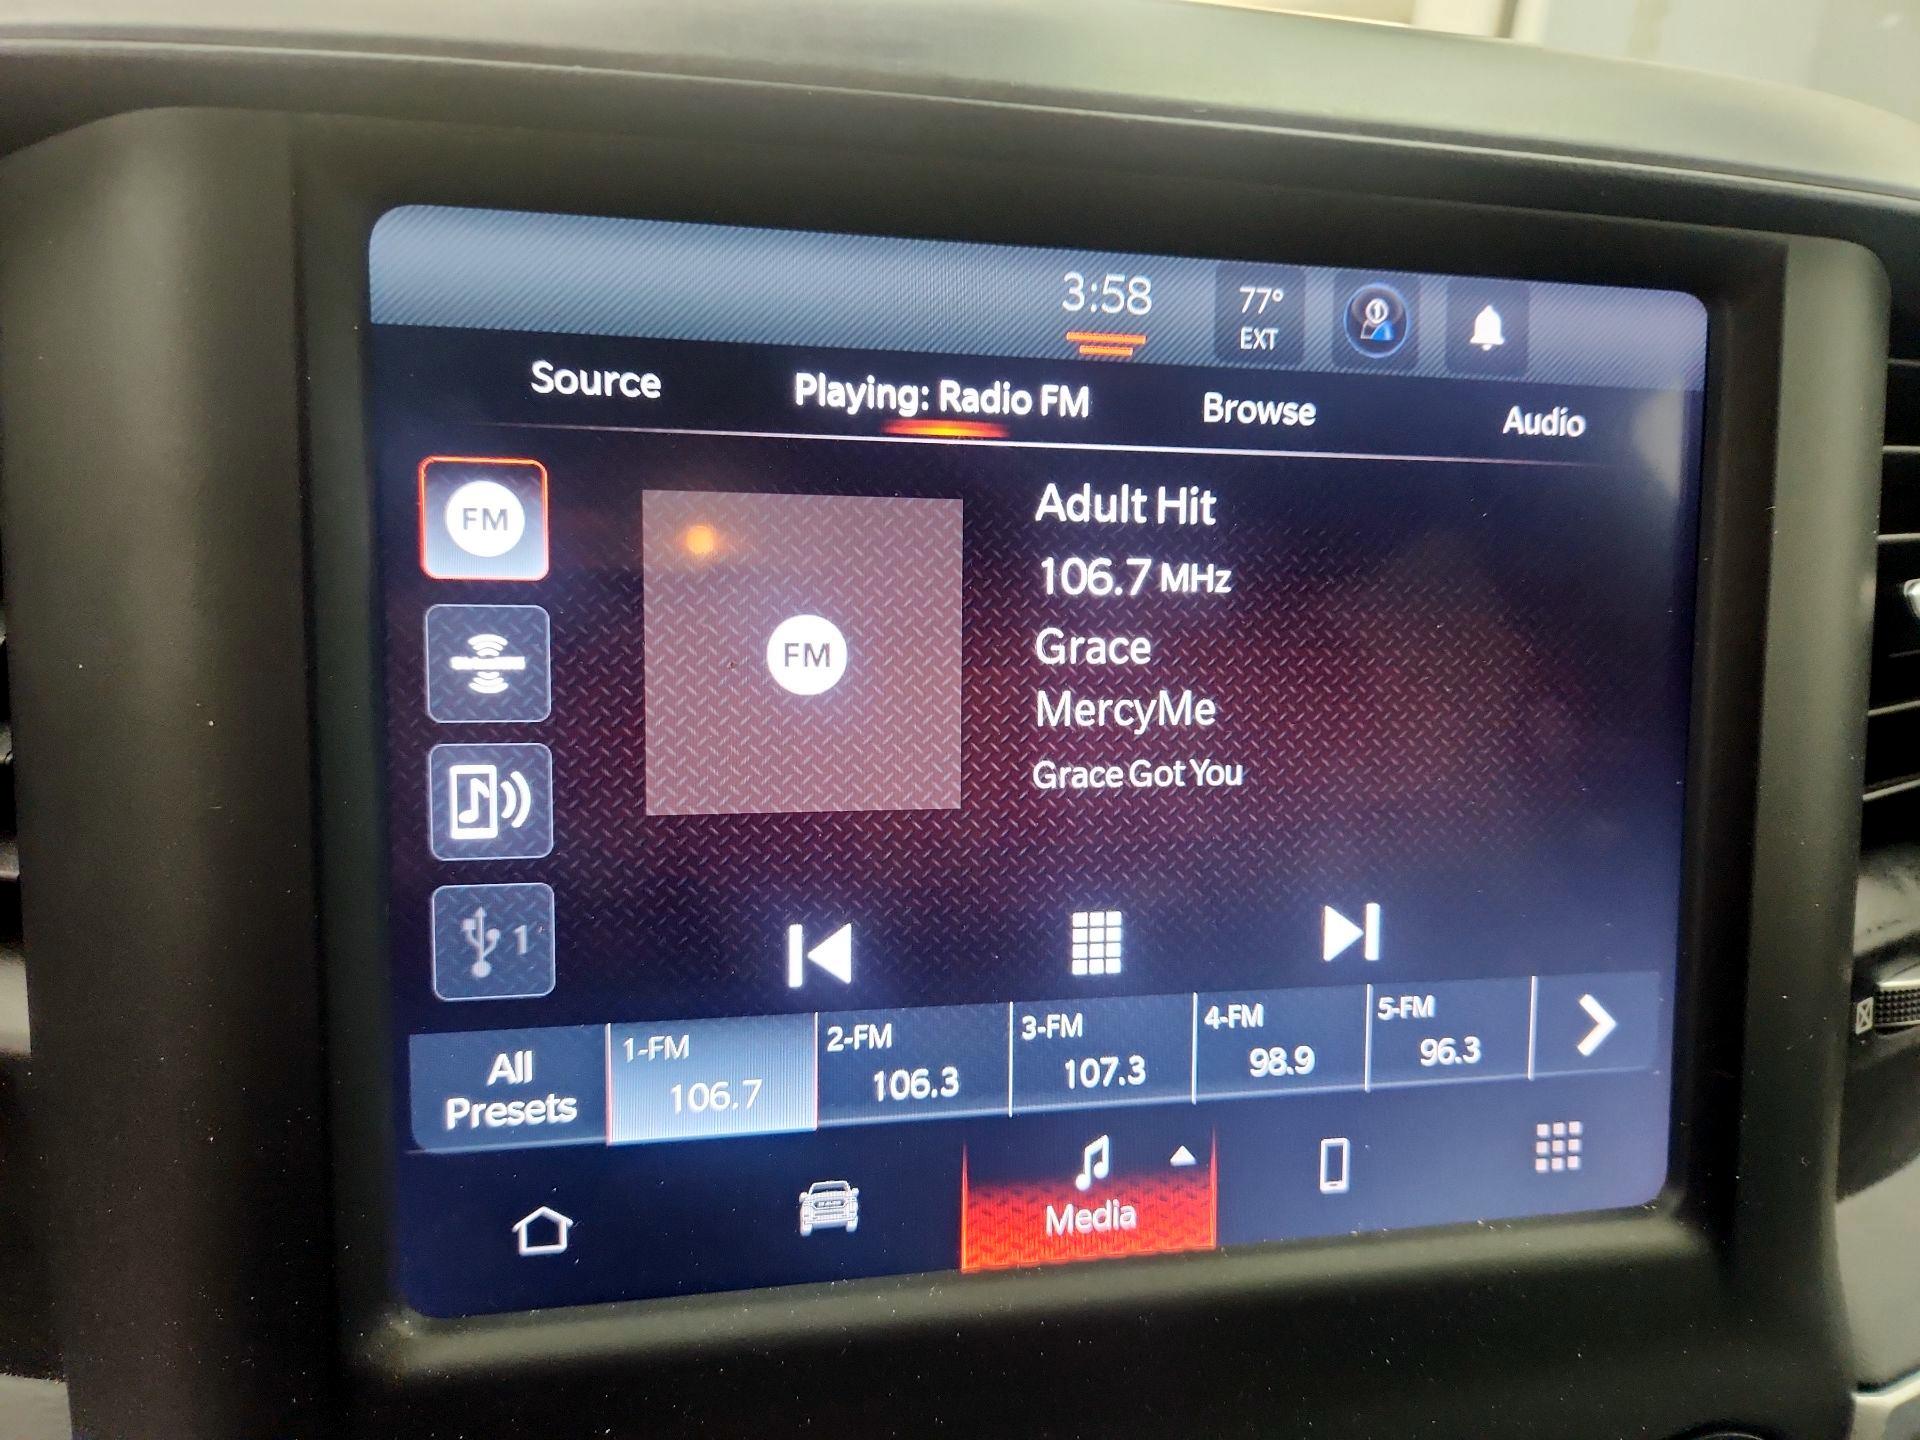 3:58
77°
EXT
1
Source
Playing: Radio FM
Browse
Audio
FM
FM
Adult Hit
106.7 MHz
Grace
MercyMe
Grace Got You
1
All
Presets
1-FM
106.7
2-FM
106.3
3-FM
107.3
4-FM
98.9
5-FM
96.3
Media